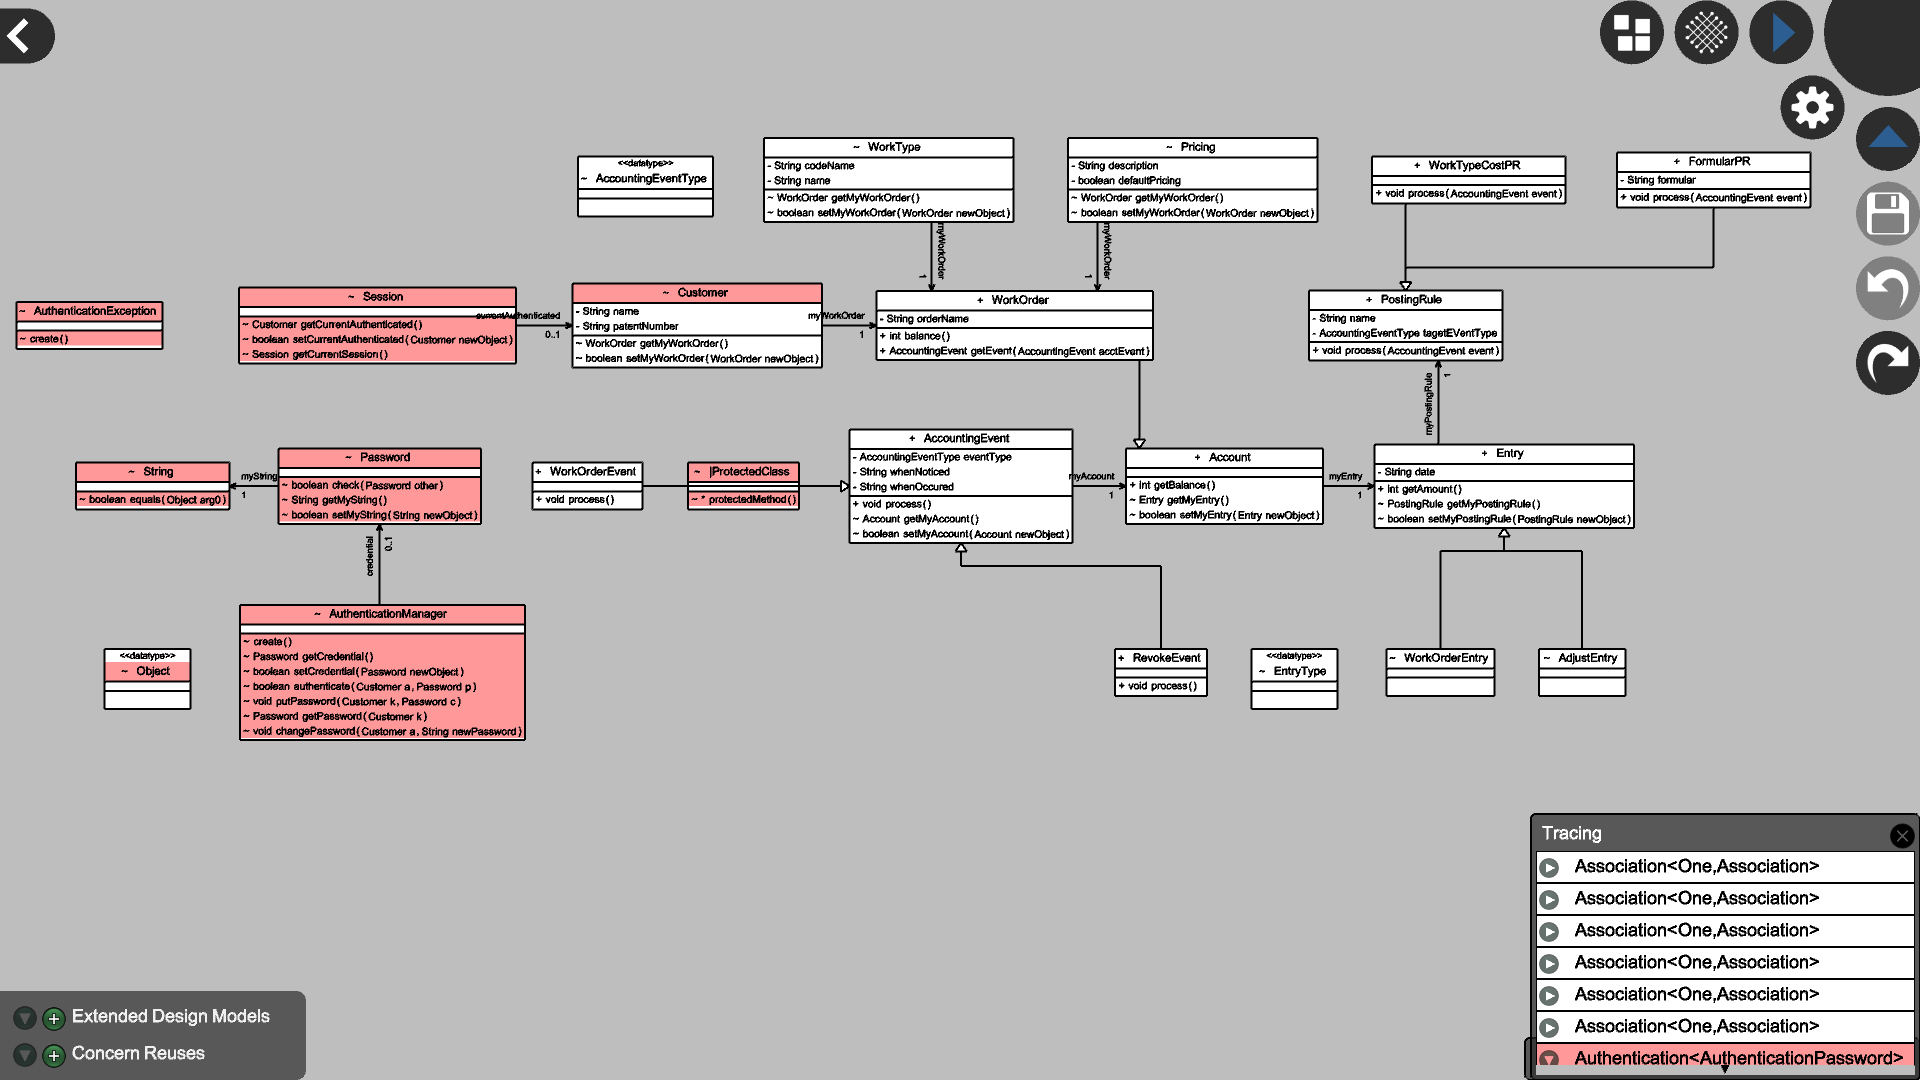 ~ WorkType
- String codeName
- String name
~ WorkOrder getMyWorkOrder()
~ boolean setMyWorkOrder(WorkOrder newObject)
~ Pricing
- String description
- boolean defaultPricing
~ WorkOrder getMyWorkOrder()
~ boolean setMyWorkOrder(WorkOrder newObject)
<<datatype>>
~ AccountingEventType
+ WorkTypeCostPR
+ void process(AccountingEvent event)
+ FormularPR
- String formular
+ void process(AccountingEvent event)
myWorkOrder
1
myWorkOrder
1
~ AuthenticationException
~ create()
~ Session
~ Customer getCurrentAuthenticated()
~ boolean setCurrentAuthenticated(Customer newObject)
~ Session getCurrentSession()
currentAuthenticated
0..1
~ Customer
- String name
- String patentNumber
~ WorkOrder getMyWorkOrder()
~ boolean setMyWorkOrder(WorkOrder newObject)
myWorkOrder
1
+ WorkOrder
- String orderName
+ int balance()
+ AccountingEvent getEvent(AccountingEvent acctEvent)
+ PostingRule
- String name
- AccountingEventType tagetEVentType
+ void process(AccountingEvent event)
myPostingRule
1
~ String
~ boolean equals(Object arg0)
myString
1
~ Password
~ boolean check(Password other)
~ String getMyString()
~ boolean setMyString(String newObject)
credential
0..1
+ WorkOrderEvent
+ void process()
~ |ProtectedClass
~ * protectedMethod()
+ AccountingEvent
- AccountingEventType eventType
- String whenNoticed
- String whenOccured
+ void process()
~ Account getMyAccount()
~ boolean setMyAccount(Account newObject)
myAccount
1
+ Account
+ int getBalance()
~ Entry getMyEntry()
~ boolean setMyEntry(Entry newObject)
myEntry
1
+ Entry
- String date
+ int getAmount()
~ PostingRule getMyPostingRule()
~ boolean setMyPostingRule(PostingRule newObject)
~ AuthenticationManager
~ create()
~ Password getCredential()
~ boolean setCredential(Password newObject)
~ boolean authenticate(Customer a, Password p)
~ void putPassword(Customer k, Password c)
~ Password getPassword(Customer k)
~ void changePassword(Customer a, String newPassword)
<<datatype>>
~ Object
+ RevokeEvent
+ void process()
<<datatype>>
~ EntryType
~ WorkOrderEntry
~ AdjustEntry
Tracing
Association<One,Association>
Association<One,Association>
Association<One,Association>
Association<One,Association>
Association<One,Association>
Association<One,Association>
Authentication<AuthenticationPassword>
Extended Design Models
Concern Reuses